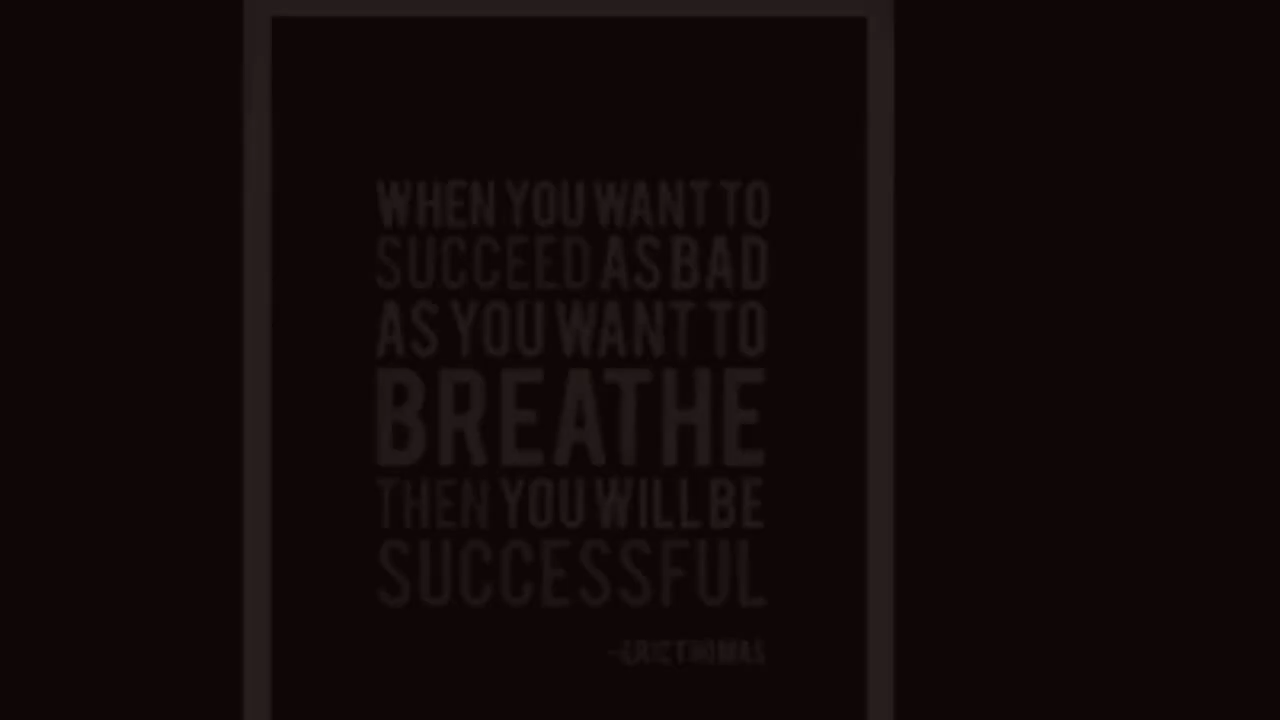 WHEN YOU WANT TO
SUCCEED AS BAD
AS YOU WANT TO
BREATHE
THEN YOU WILL BE
SUCCESSFUL
-ERIC THOMAS